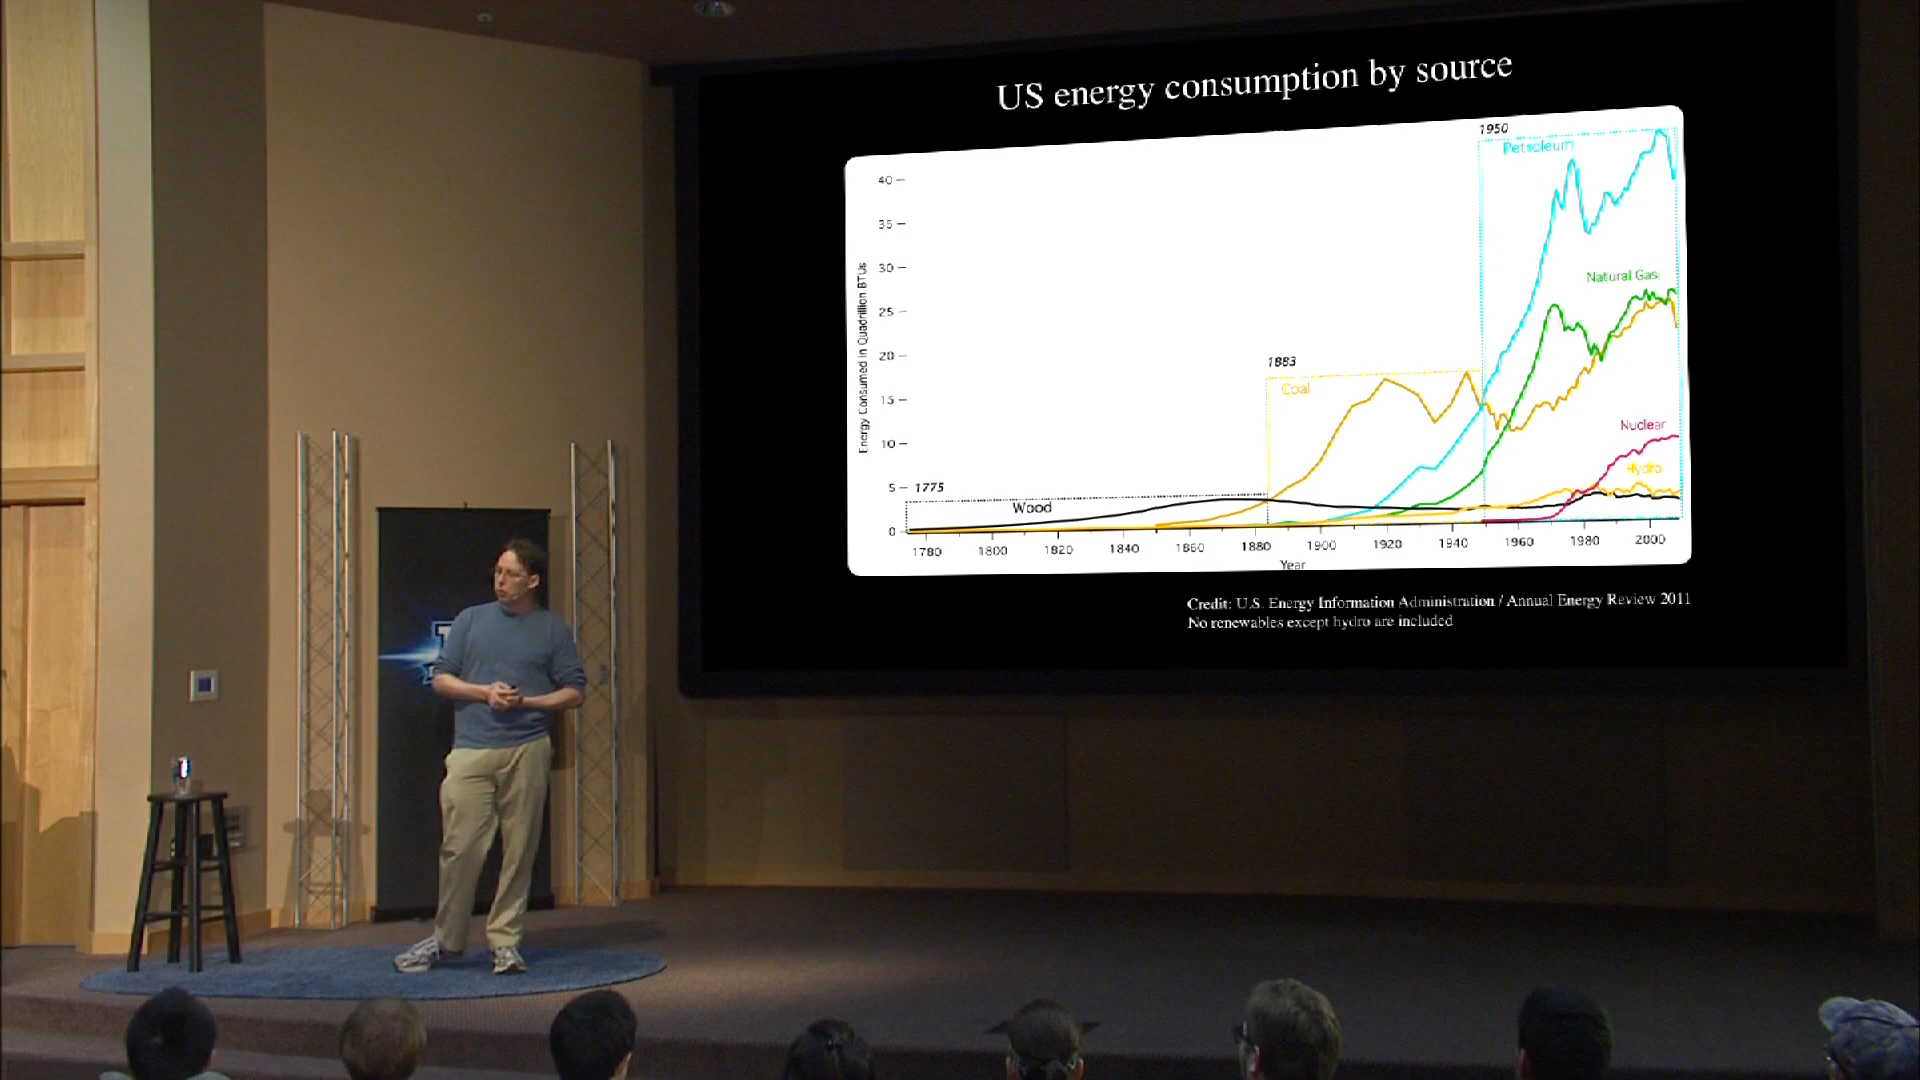 US energy consumption by source
1950
Petroleum
40
35
Natural Gas
30
Energy Consumed in Quadrillion BTUs
25
20
1883
Coal
15
Nuclear
10
Hydro
5
1775
Wood
0
1780 1800 1820 1840 1860 1880 1900 1920 1940 1960 1980 2000
Year
Credit: U.S. Energy Information Administration / Annual Energy Review 2011
No renewables except hydro are included